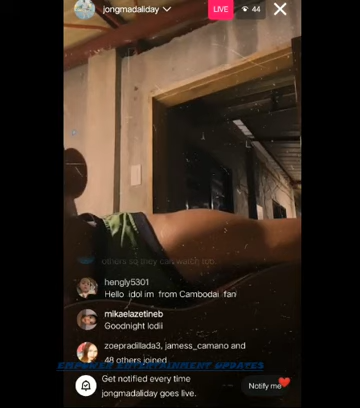 jongmadaliday
LIVE
44
others so they can watch, too.
hengly5301
Hello idol im from Cambodai fan
mikaelazetineb
Goodnight lodii
zoepradillada3, jamess_camano and
48 others joined
EMPOWER ENTERTAINMENT UPDATES
Get notified every time
jongmadaliday goes live.
Notify me